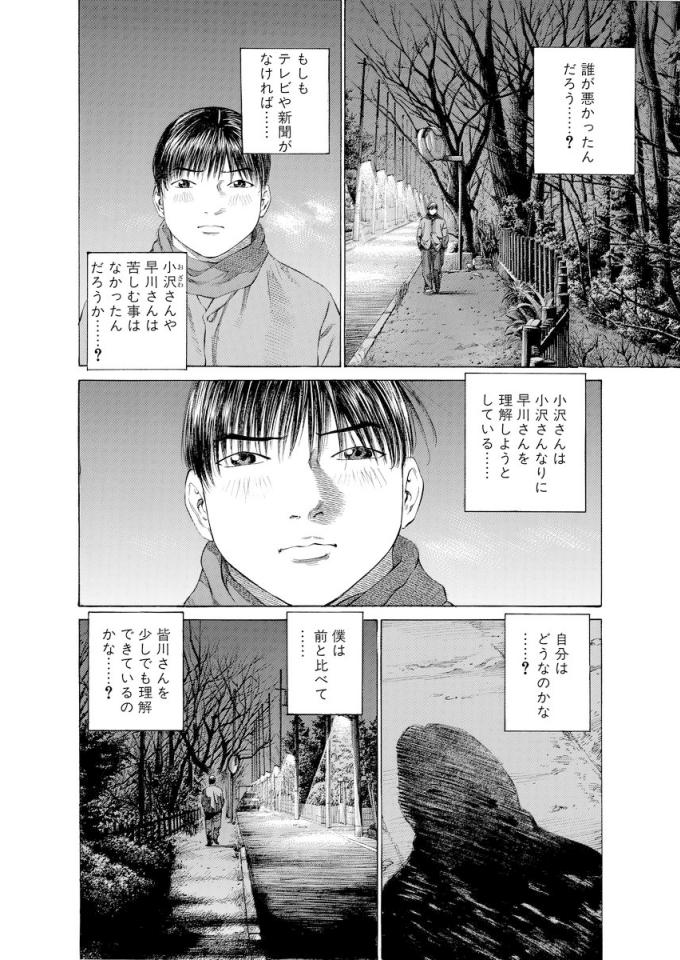 誰が悪かったん
だろう……？
もしも
テレビや新聞が
なければ……
小沢さんや
おざわ
早川さんは
苦しむ事は
なかったん
だろうか……？
小沢さんは
小沢さんなりに
早川さんを
理解しようと
している……
自分は
どうなのかな
……？
僕は
前と比べて
……
皆川さんを
少しでも理解
できているの
かな……？